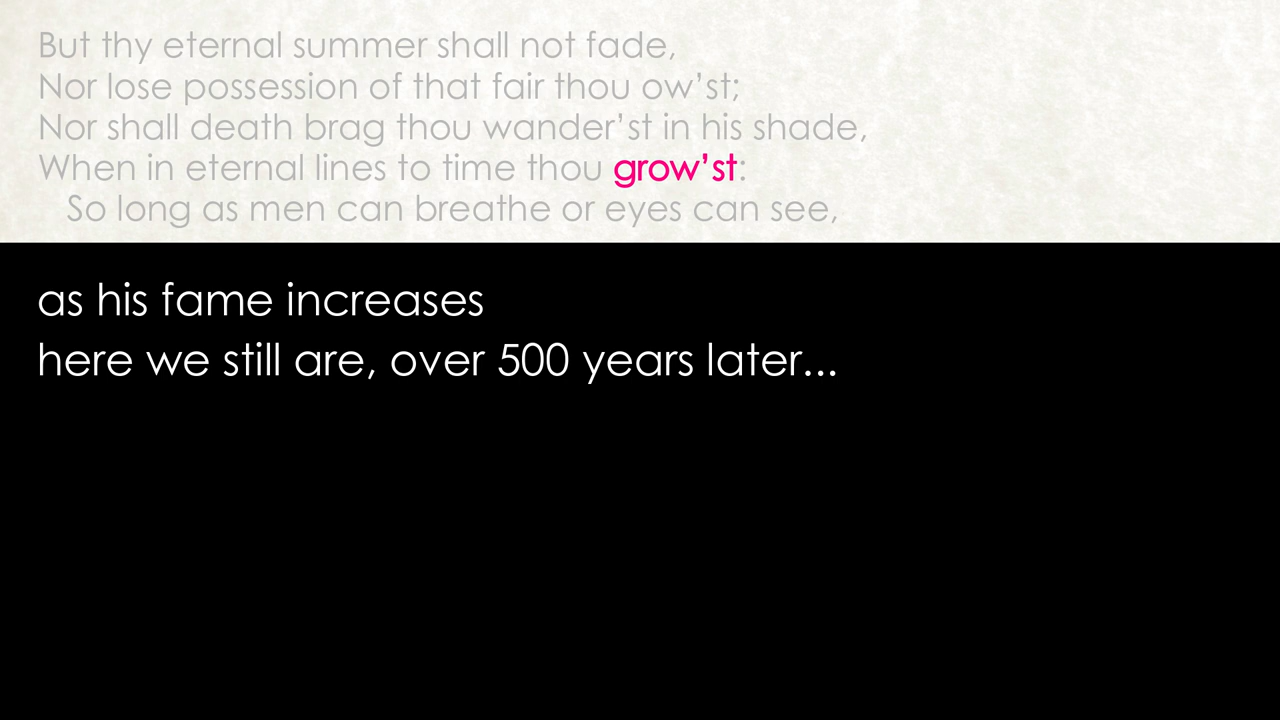 But thy eternal summer shall not fade,
Nor lose possession of that fair thou ow’st;
Nor shall death brag thou wander’st in his shade,
When in eternal lines to time thou grow’st:
So long as men can breathe or eyes can see,
as his fame increases
here we still are, over 500 years later...